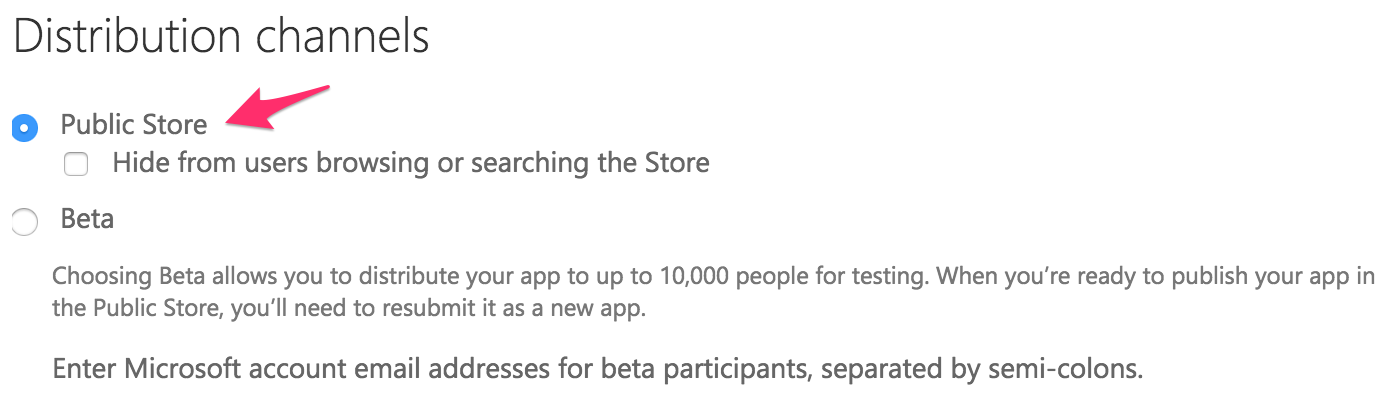 Distribution channels
Public Store
Hide from users browsing or searching the Store
Beta
Choosing Beta allows you to distribute your app to up to 10,000 people for testing. When you’re ready to publish your app in
the Public Store, you’ll need to resubmit it as a new app.
Enter Microsoft account email addresses for beta participants, separated by semi-colons.